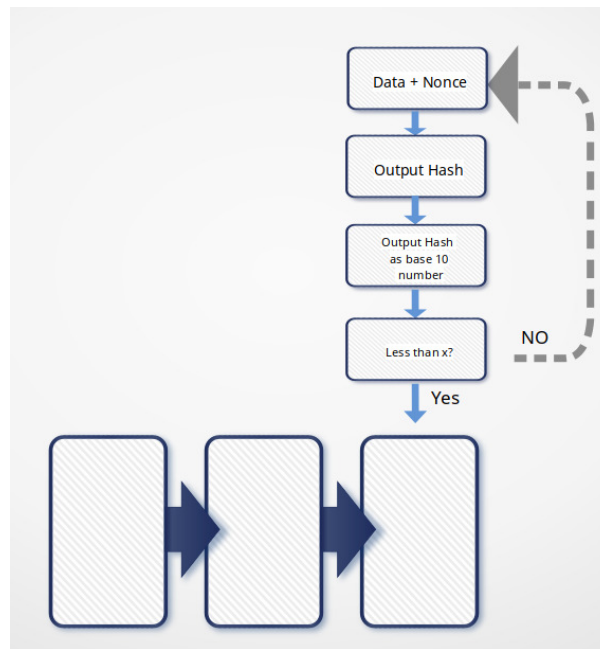 Data + Nonce
Output Hash
Output Hash
as base 10
number
Less than x?
NO
Yes